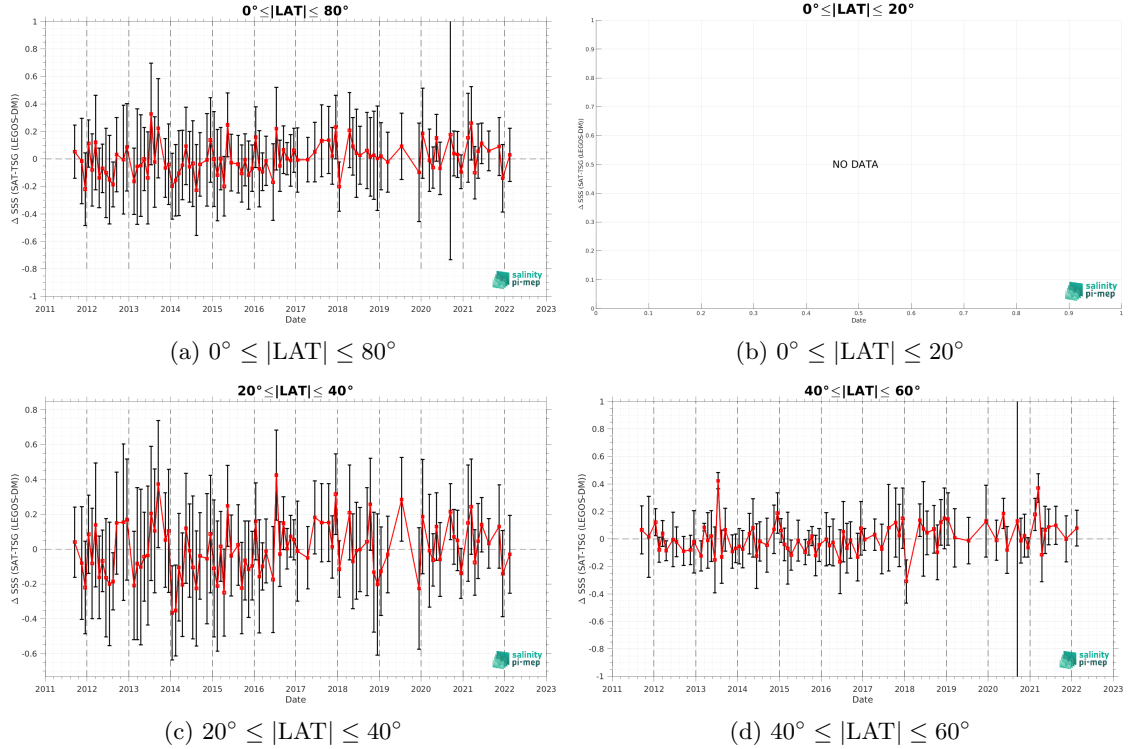 0°≤|LAT|≤ 80°
Δ SSS (SAT-TSG (LEGOS-DM))
1
0.8
0.6
0.4
0.2
0
-0.2
-0.4
-0.6
-0.8
-1
2011 2012 2013 2014 2015 2016 2017 2018 2019 2020 2021 2022 2023
Date
salinity
pi-mep
(a) 0° ≤ |LAT| ≤ 80°
0°≤|LAT|≤ 20°
Δ SSS (SAT-TSG (LEGOS-DM))
1
0.9
0.8
0.7
0.6
0.5
0.4
0.3
0.2
0.1
0
NO DATA
0 0.1 0.2 0.3 0.4 0.5 0.6 0.7 0.8 0.9 1
Date
salinity
pi-mep
(b) 0° ≤ |LAT| ≤ 20°
20°≤|LAT|≤ 40°
Δ SSS (SAT-TSG (LEGOS-DM))
0.8
0.6
0.4
0.2
0
-0.2
-0.4
-0.6
2011 2012 2013 2014 2015 2016 2017 2018 2019 2020 2021 2022 2023
Date
salinity
pi-mep
(c) 20° ≤ |LAT| ≤ 40°
40°≤|LAT|≤ 60°
Δ SSS (SAT-TSG (LEGOS-DM))
1
0.8
0.6
0.4
0.2
0
-0.2
-0.4
-0.6
-0.8
-1
2011 2012 2013 2014 2015 2016 2017 2018 2019 2020 2021 2022 2023
Date
salinity
pi-mep
(d) 40° ≤ |LAT| ≤ 60°